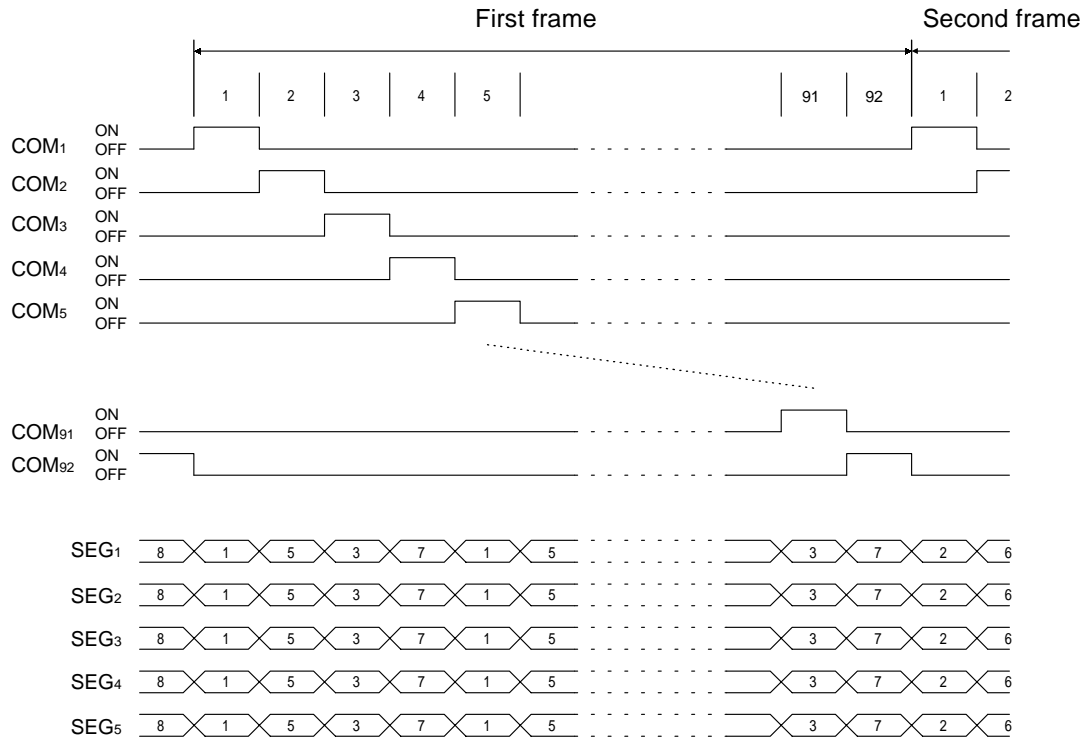 First frame Second frame
1 2 3 4 5 91 92 1 2
COM1 ON OFF
COM2 ON OFF
COM3 ON OFF
COM4 ON OFF
COM5 ON OFF
COM91 ON OFF
COM92 ON OFF
SEG1 8 1 5 3 7 1 5 3 7 2 6
SEG2 8 1 5 3 7 1 5 3 7 2 6
SEG3 8 1 5 3 7 1 5 3 7 2 6
SEG4 8 1 5 3 7 1 5 3 7 2 6
SEG5 8 1 5 3 7 1 5 3 7 2 6